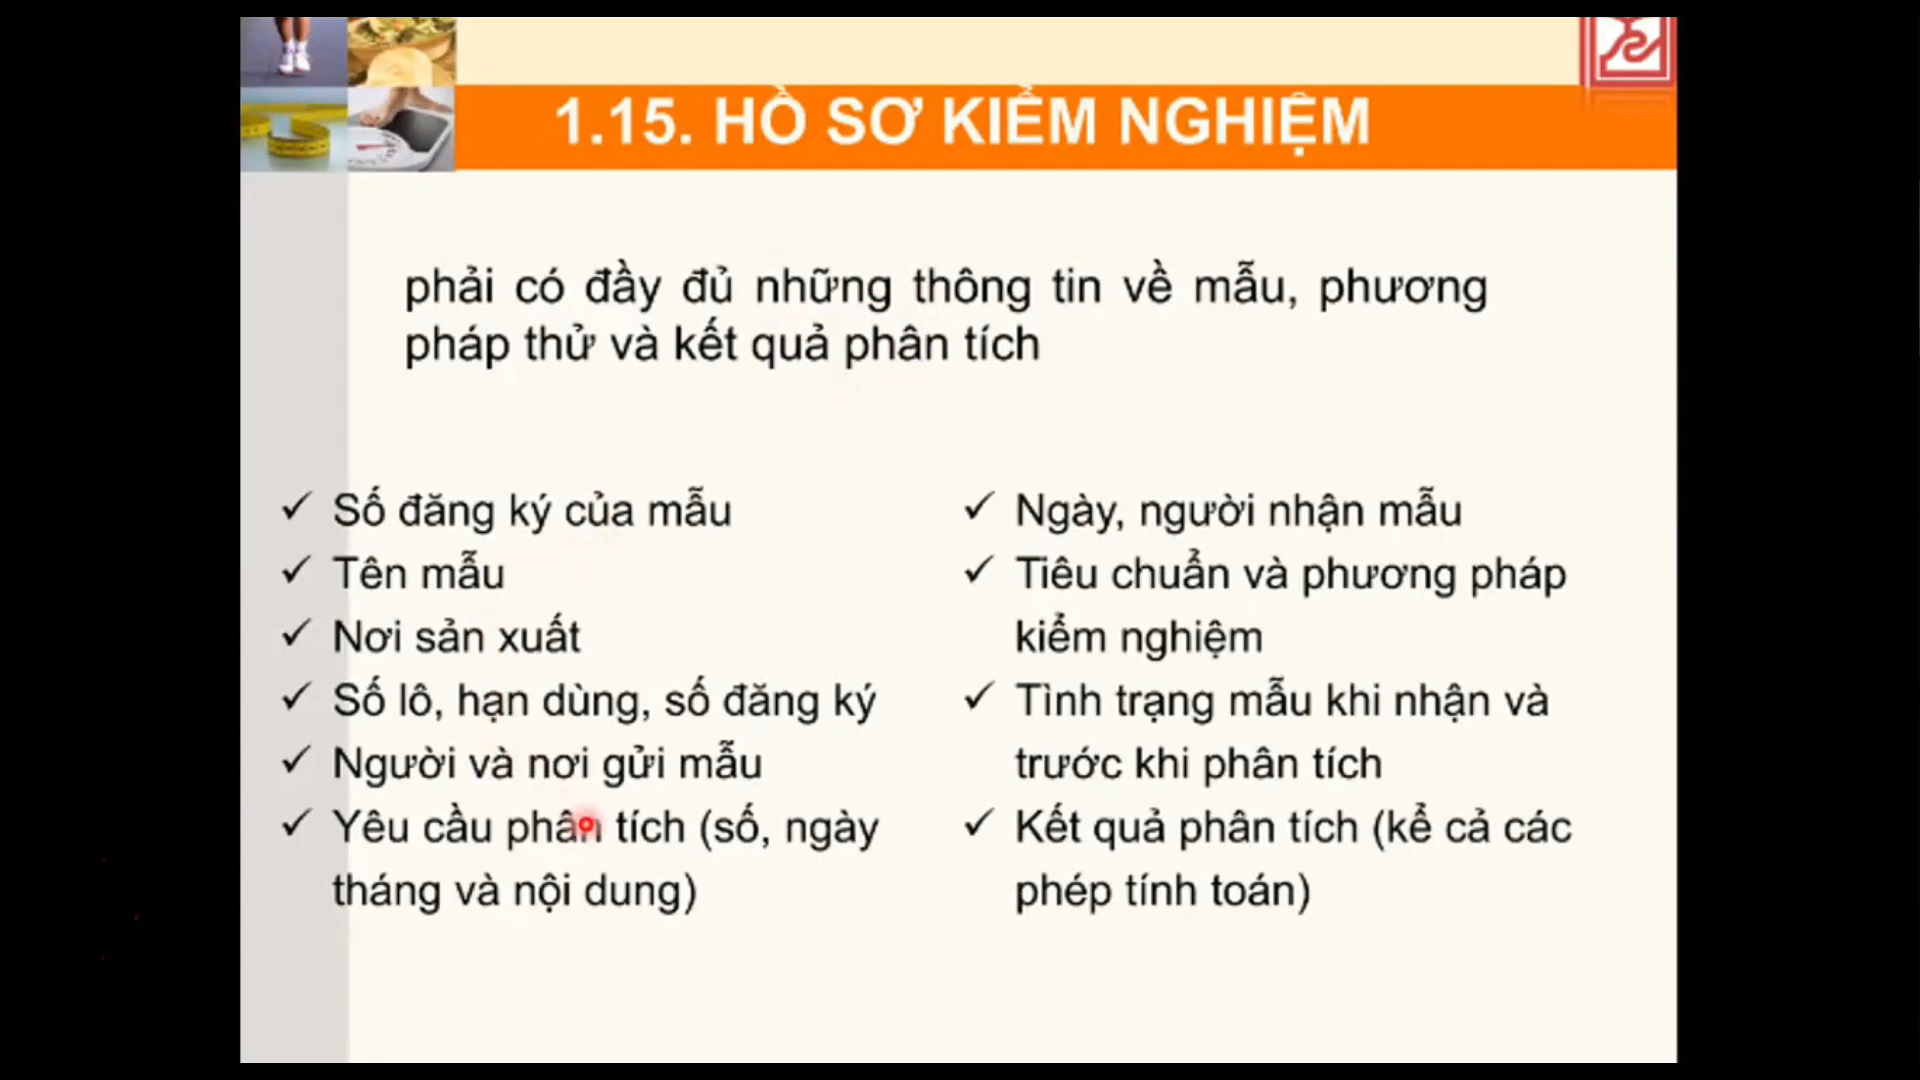 1.15. HỒ SƠ KIỂM NGHIỆM
phải có đầy đủ những thông tin về mẫu, phương
pháp thử và kết quả phân tích
✓ Số đăng ký của mẫu
✓ Tên mẫu
✓ Nơi sản xuất
✓ Số lô, hạn dùng, số đăng ký
✓ Người và nơi gửi mẫu
✓ Yêu cầu phân tích (số, ngày
tháng và nội dung)
✓ Ngày, người nhận mẫu
✓ Tiêu chuẩn và phương pháp
kiểm nghiệm
✓ Tình trạng mẫu khi nhận và
trước khi phân tích
✓ Kết quả phân tích (kể cả các
phép tính toán)